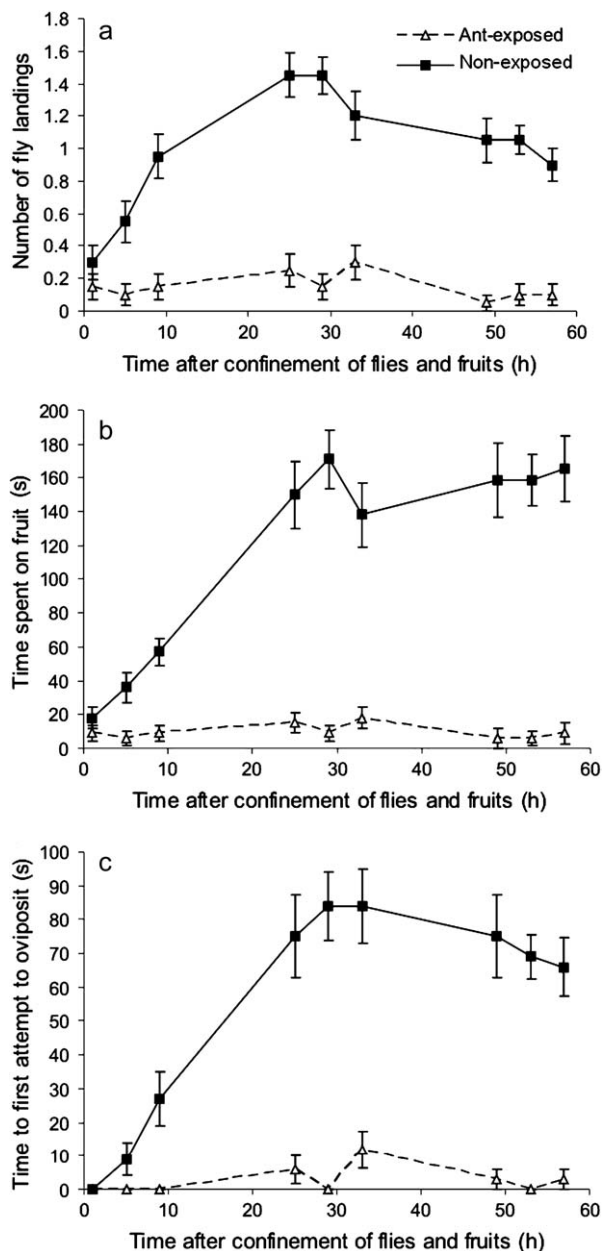 a
Ant-exposed
Non-exposed
Number of fly landings
1.8
1.6
1.4
1.2
1
0.8
0.6
0.4
0.2
0
0 10 20 30 40 50 60
Time after confinement of flies and fruits (h)
b
Time spent on fruit (s)
200
180
160
140
120
100
80
60
40
20
0
0 10 20 30 40 50 60
Time after confinement of flies and fruits (h)
c
Time to first attempt to oviposit (s)
100
90
80
70
60
50
40
30
20
10
0
0 10 20 30 40 50 60
Time after confinement of flies and fruits (h)